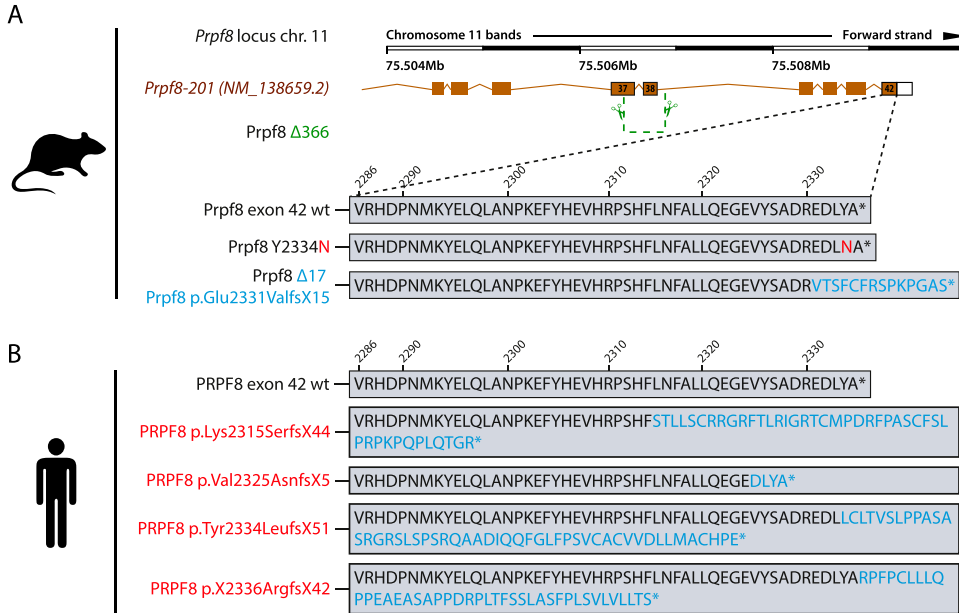 A
Prpf8 locus chr. 11
Chromosome 11 bands
Forward strand
75.504Mb
75.506Mb
75.508Mb
Prpf8-201 (NM_138659.2)
37
38
42
Prpf8 Δ366
2286
2290
2300
2310
2320
2330
Prpf8 exon 42 wt
VRHDPNMKYELQLANPKEFYHEVHRPSHFLNFALLQEGEVYSADREDLYA*
Prpf8 Y2334N
VRHDPNMKYELQLANPKEFYHEVHRPSHFLNFALLQEGEVYSADREDLNA*
Prpf8 Δ17
Prpf8 p.Glu2331ValfsX15
VRHDPNMKYELQLANPKEFYHEVHRPSHFLNFALLQEGEVYSADRVTSFCFRSPKPGAS*
B
2286
2290
2300
2310
2320
2330
PRPF8 exon 42 wt
VRHDPNMKYELQLANPKEFYHEVHRPSHFLNFALLQEGEVYSADREDLYA*
PRPF8 p.Lys2315SerfsX44
VRHDPNMKYELQLANPKEFYHEVHRPSHFSTLLSCRRGRFTLRIGRTCMPDRFPASCFSL
PRPKPQPLQTGR*
PRPF8 p.Val2325AsnfsX5
VRHDPNMKYELQLANPKEFYHEVHRPSHFLNFALLQEGEDLYA*
PRPF8 p.Tyr2334LeufsX51
VRHDPNMKYELQLANPKEFYHEVHRPSHFLNFALLQEGEVYSADREDLLCLTVSLPPASA
SRGRSLSPSRQAADIQQFGLFPSVCACVVDLLMACHPE*
PRPF8 p.X2336ArgfsX42
VRHDPNMKYELQLANPKEFYHEVHRPSHFLNFALLQEGEVYSADREDLYARPFPCLLLQ
PPEAEASAPPDRPLTFSSLASFPLSVLVLLTS*